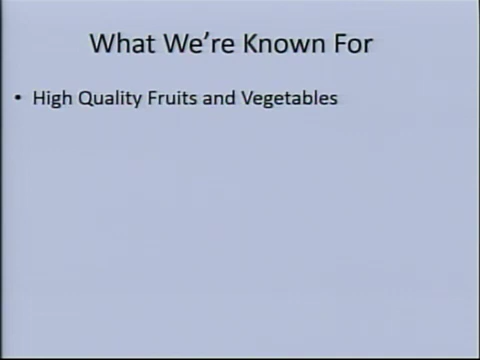 What We're Known For
• High Quality Fruits and Vegetables